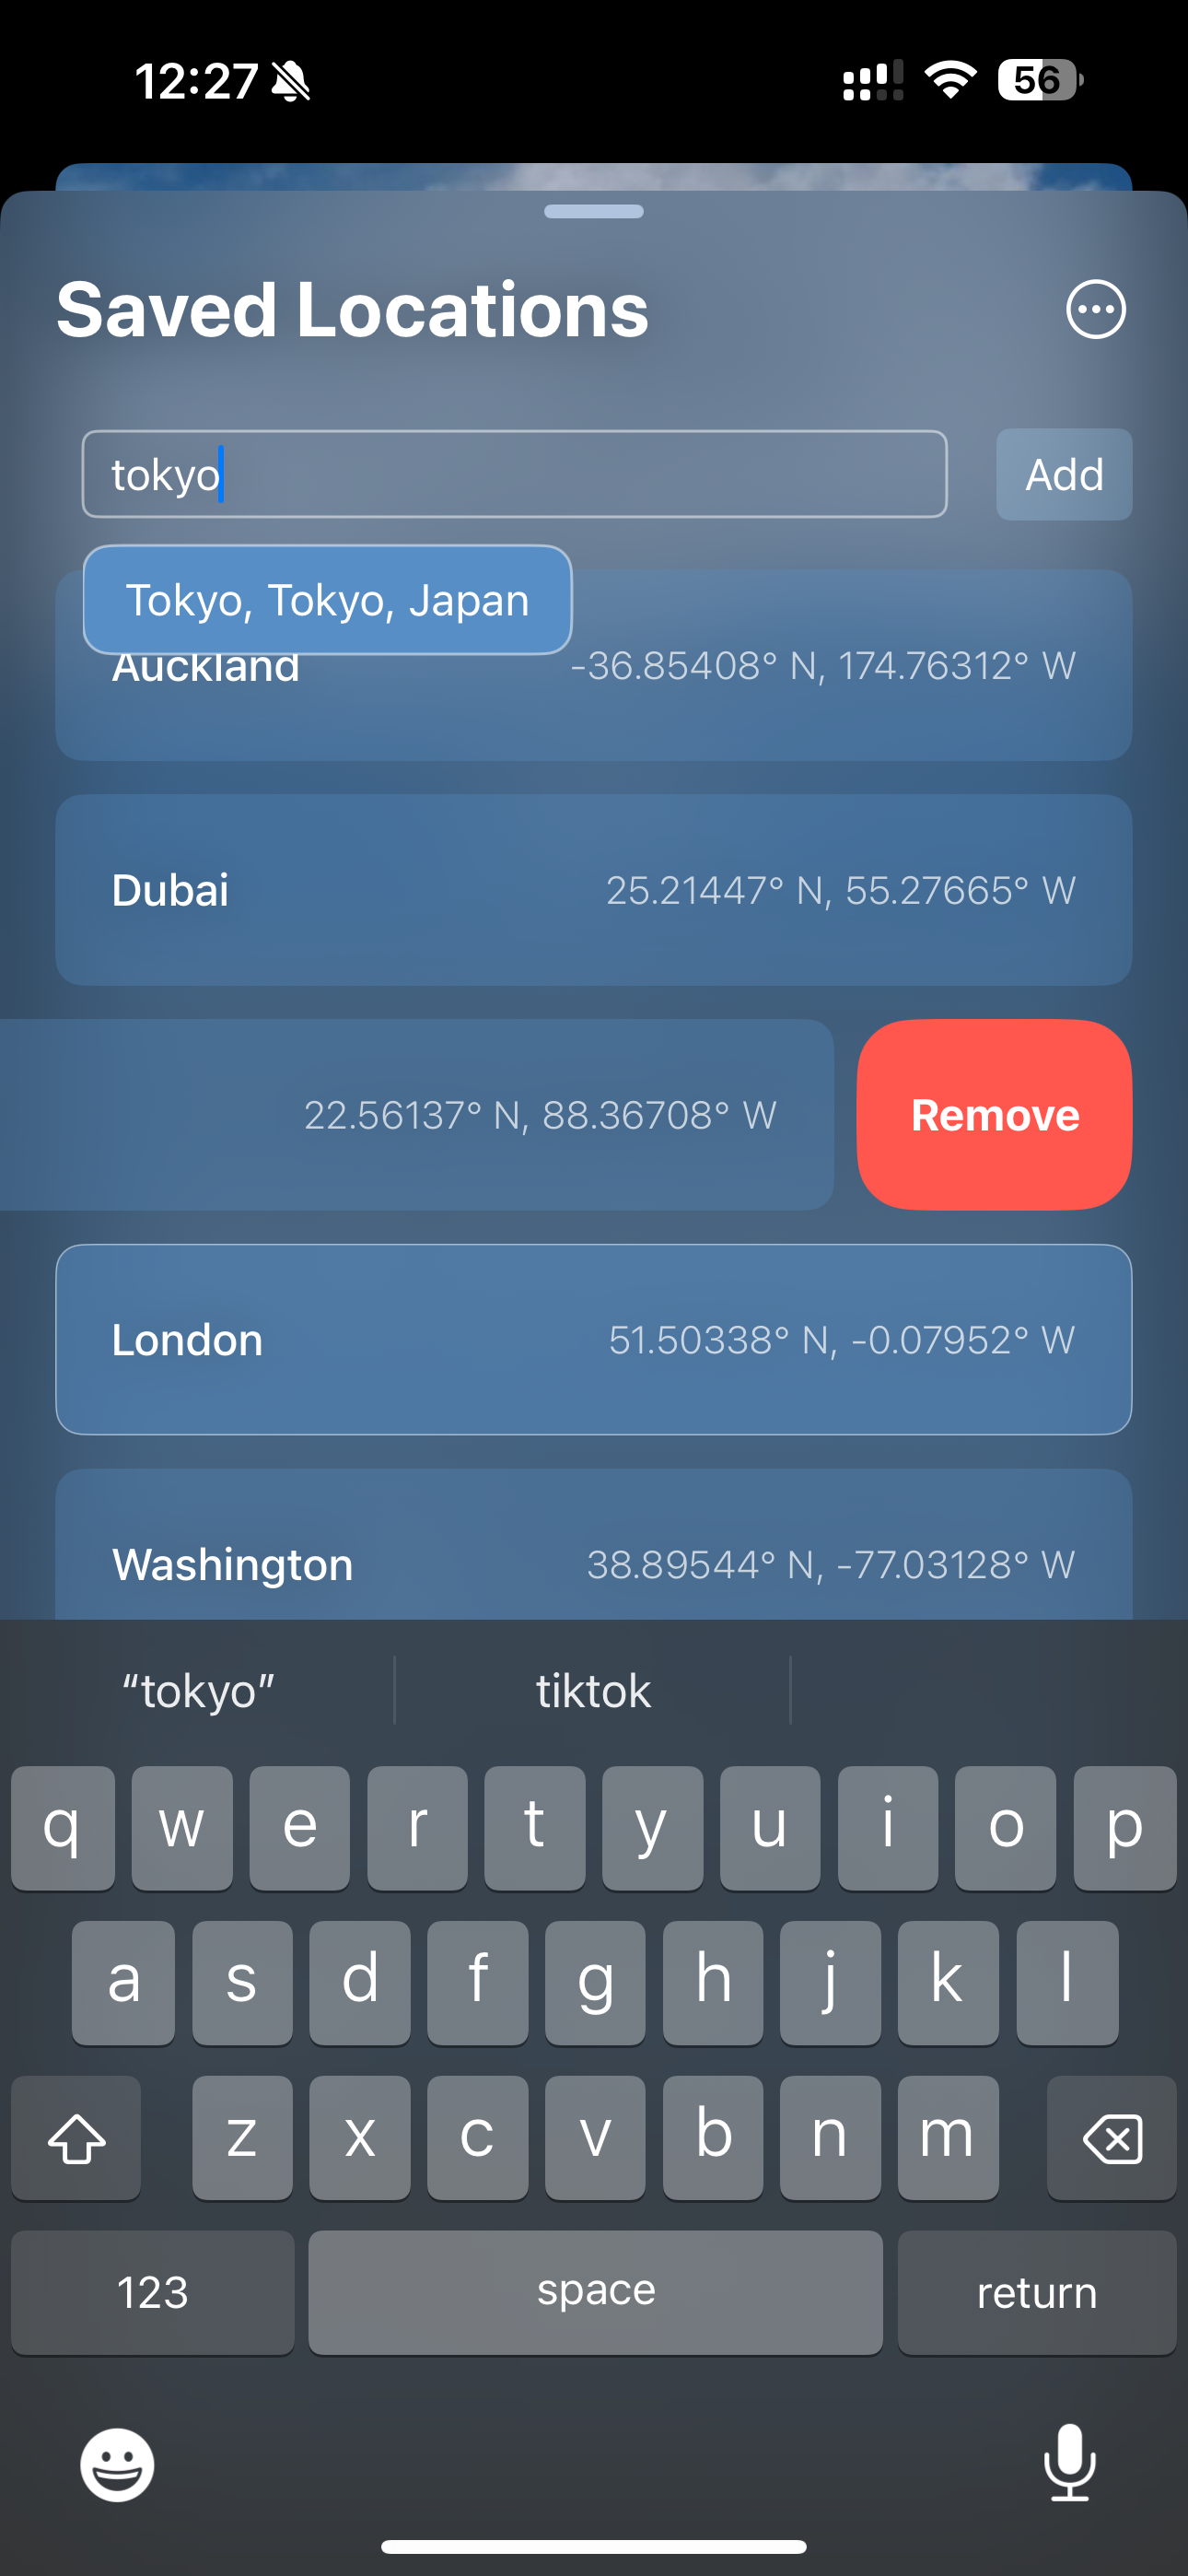 12:27
56
Saved Locations
tokyo
Add
Tokyo, Tokyo, Japan
Auckland -36.85408° N, 174.76312° W
Dubai 25.21447° N, 55.27665° W
22.56137° N, 88.36708° W
Remove
London 51.50338° N, -0.07952° W
Washington 38.89544° N, -77.03128° W
“tokyo” tiktok
q w e r t y u i o p
a s d f g h j k l
z x c v b n m
123 space return